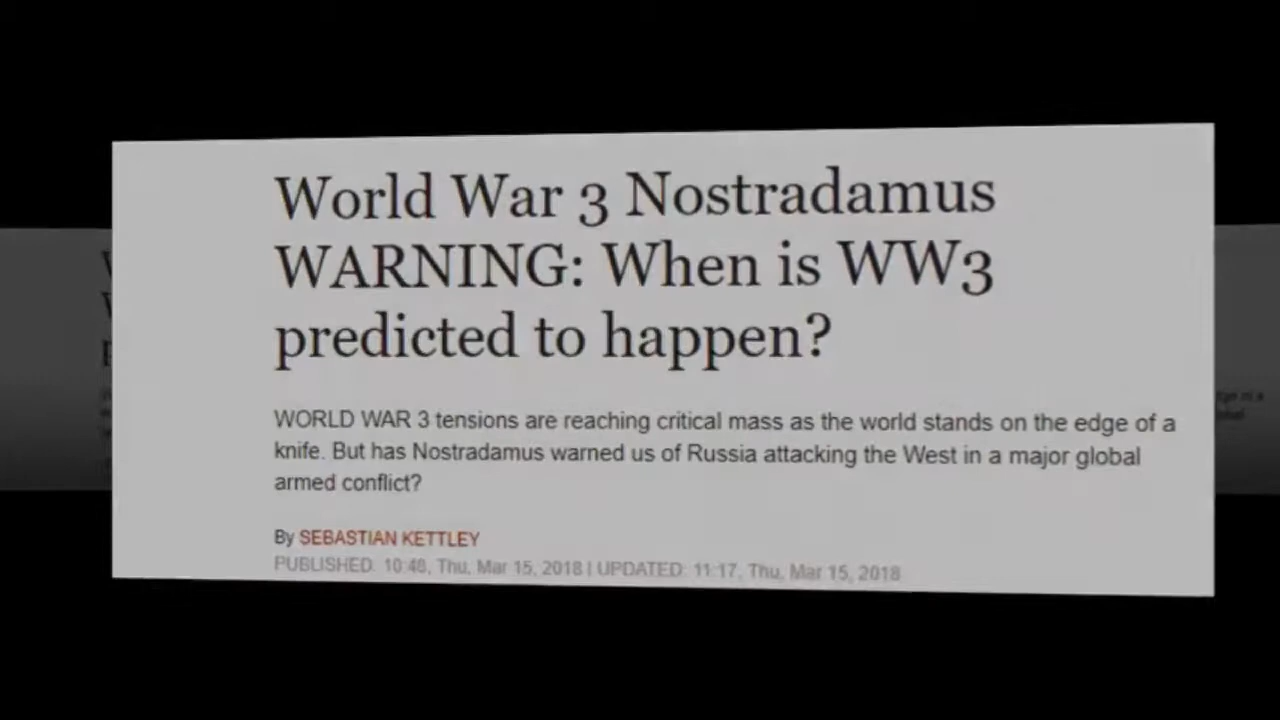 World War 3 Nostradamus
WARNING: When is WW3
predicted to happen?
WORLD WAR 3 tensions are reaching critical mass as the world stands on the edge of a
knife. But has Nostradamus warned us of Russia attacking the West in a major global
armed conflict?
By SEBASTIAN KETTLEY
PUBLISHED: 10:48, Thu, Mar 15, 2018 | UPDATED: 11:17, Thu, Mar 15, 2018